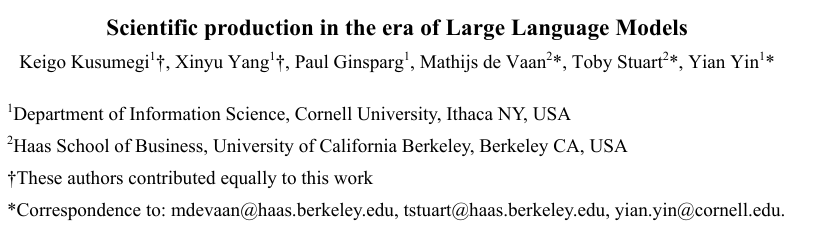 Scientific production in the era of Large Language Models
Keigo Kusumegi¹†, Xinyu Yang¹†, Paul Ginsparg¹, Mathijs de Vaan²*, Toby Stuart²*, Yian Yin¹*
¹Department of Information Science, Cornell University, Ithaca NY, USA
²Haas School of Business, University of California Berkeley, Berkeley CA, USA
†These authors contributed equally to this work
*Correspondence to: mdevaan@haas.berkeley.edu, tstuart@haas.berkeley.edu, yian.yin@cornell.edu.